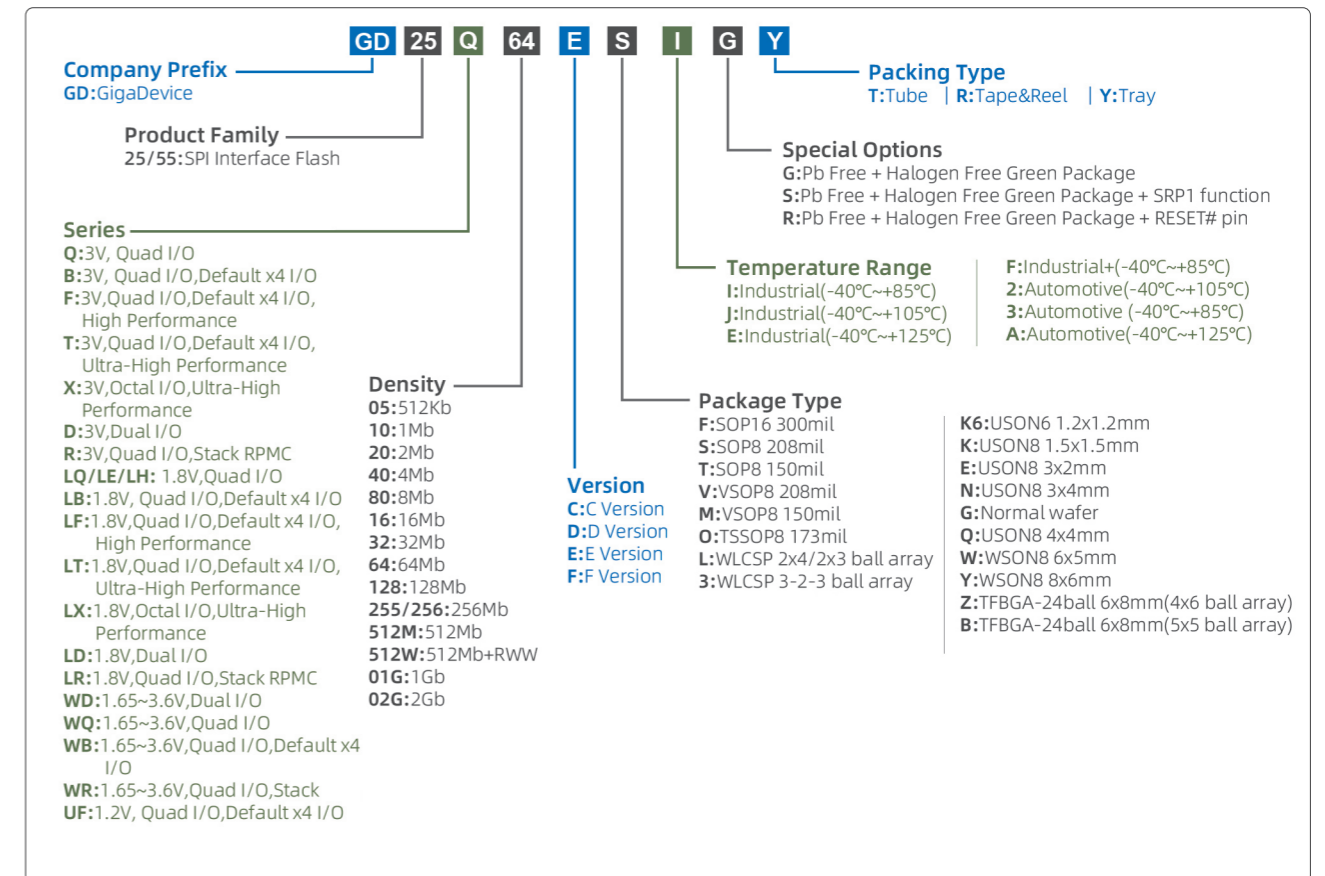 GD 25 Q 64 E S I G Y
Company Prefix
GD:GigaDevice
Packing Type
T:Tube | R:Tape&Reel | Y:Tray
Product Family
25/55:SPI Interface Flash
Special Options
G:Pb Free + Halogen Free Green Package
S:Pb Free + Halogen Free Green Package + SRP1 function
R:Pb Free + Halogen Free Green Package + RESET# pin
Series
Q:3V, Quad I/O
B:3V, Quad I/O,Default x4 I/O
F:3V,Quad I/O,Default x4 I/O,
High Performance
T:3V,Quad I/O,Default x4 I/O,
Ultra-High Performance
X:3V,Octal I/O,Ultra-High
Performance
D:3V,Dual I/O
R:3V,Quad I/O,Stack RPMC
LQ/LE/LH: 1.8V,Quad I/O
LB:1.8V, Quad I/O,Default x4 I/O
LF:1.8V,Quad I/O,Default x4 I/O,
High Performance
LT:1.8V,Quad I/O,Default x4 I/O,
Ultra-High Performance
LX:1.8V,Octal I/O,Ultra-High
Performance
LD:1.8V,Dual I/O
LR:1.8V,Quad I/O,Stack RPMC
WD:1.65~3.6V,Dual I/O
WQ:1.65~3.6V,Quad I/O
WB:1.65~3.6V,Quad I/O,Default x4
I/O
WR:1.65~3.6V,Quad I/O,Stack
UF:1.2V, Quad I/O,Default x4 I/O
Temperature Range
I:Industrial(-40℃~+85℃)
J:Industrial(-40℃~+105℃)
E:Industrial(-40℃~+125℃)
F:Industrial+(-40℃~+85℃)
2:Automotive(-40℃~+105℃)
3:Automotive (-40℃~+85℃)
A:Automotive(-40℃~+125℃)
Density
05:512Kb
10:1Mb
20:2Mb
40:4Mb
80:8Mb
16:16Mb
32:32Mb
64:64Mb
128:128Mb
255/256:256Mb
512M:512Mb
512W:512Mb+RWW
01G:1Gb
02G:2Gb
Version
C:C Version
D:D Version
E:E Version
F:F Version
Package Type
F:SOP16 300mil
S:SOP8 208mil
T:SOP8 150mil
V:VSOP8 208mil
M:VSOP8 150mil
O:TSSOP8 173mil
L:WLCSP 2x4/2x3 ball array
3:WLCSP 3-2-3 ball array
K6:USON6 1.2x1.2mm
K:USON8 1.5x1.5mm
E:USON8 3x2mm
N:USON8 3x4mm
G:Normal wafer
Q:USON8 4x4mm
W:WSON8 6x5mm
Y:WSON8 8x6mm
Z:TFBGA-24ball 6x8mm(4x6 ball array)
B:TFBGA-24ball 6x8mm(5x5 ball array)